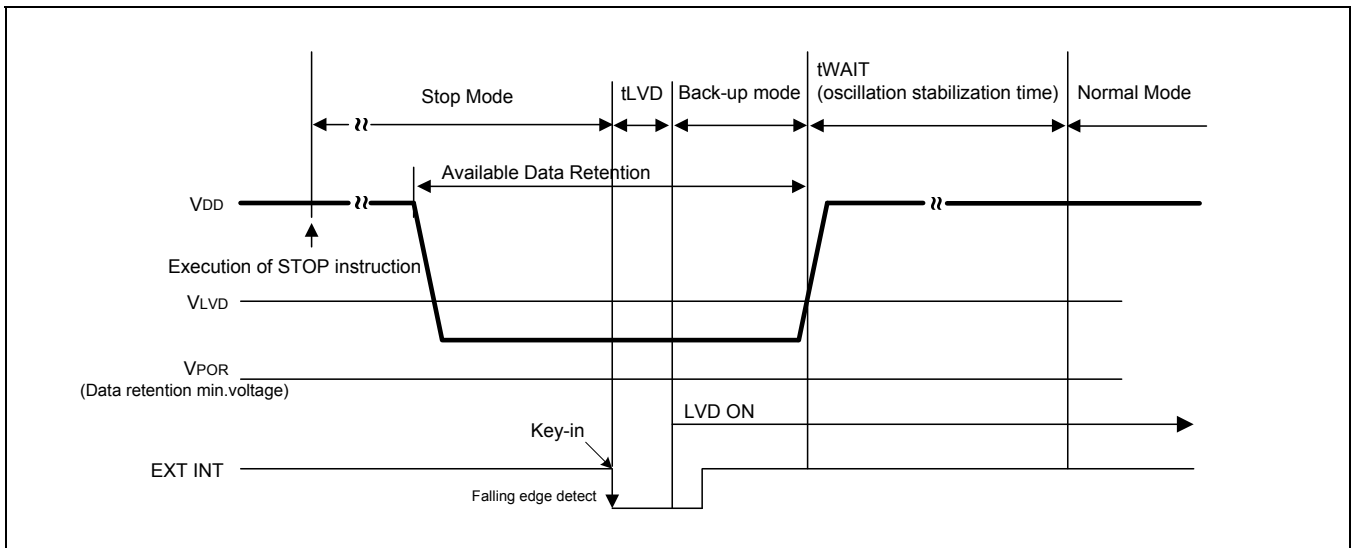 tWAIT
Stop Mode
tLVD
Back-up mode
(oscillation stabilization time)
Normal Mode
Available Data Retention
VDD
Execution of STOP instruction
VLVD
VPOR
(Data retention min.voltage)
LVD ON
Key-in
EXT INT
Falling edge detect